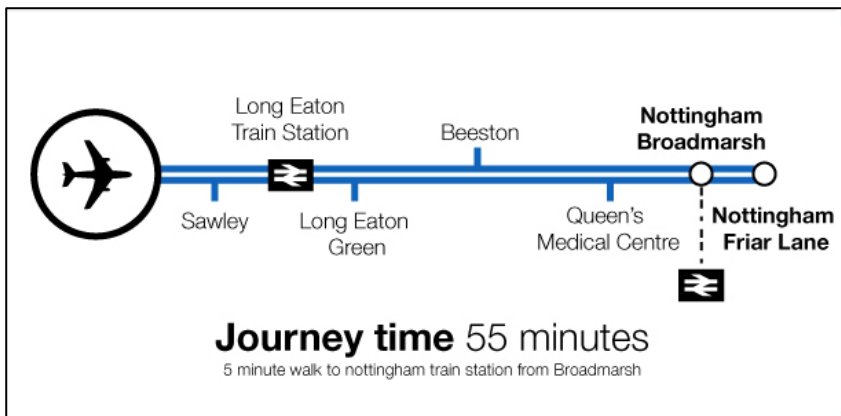 Long Eaton
Train Station
Beeston
Nottingham
Broadmarsh
Sawley
Long Eaton
Green
Queen's
Medical Centre
Nottingham
Friar Lane
Journey time 55 minutes
5 minute walk to nottingham train station from Broadmarsh